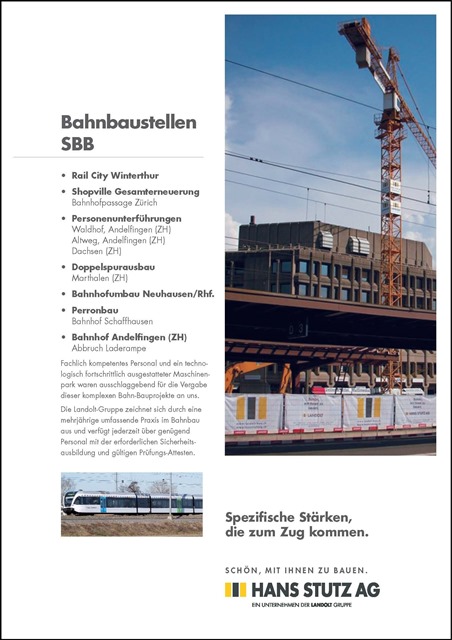 Bahnbaustellen
SBB
• Rail City Winterthur
• Shopville Gesamterneuerung
Bahnhofpassage Zürich
• Personenunterführungen
Waldhof, Andelfingen (ZH)
Altweg, Andelfingen (ZH)
Dachsen (ZH)
• Doppelspurausbau
Marthalen (ZH)
• Bahnhofumbau Neuhausen/Rhf.
• Perronbau
Bahnhof Schaffhausen
• Bahnhof Andelfingen (ZH)
Abbruch Laderampe
Fachlich kompetentes Personal und ein techno-
logisch fortschrittlich ausgestatteter Maschinen-
park waren ausschlaggebend für die Vergabe
dieser komplexen Bahn-Bauprojekte an uns.
Die Landolt-Gruppe zeichnet sich durch eine
mehrjährige umfassende Praxis im Bahnbau
aus und verfügt jederzeit über genügend
Personal mit der erforderlichen Sicherheits-
ausbildung und gültigen Prüfungs-Attesten.
Spezifische Stärken,
die zum Zug kommen.
SCHÖN, MIT IHNEN ZU BAUEN.
HANS STUTZ AG
EIN UNTERNEHMEN DER LANDOLT GRUPPE